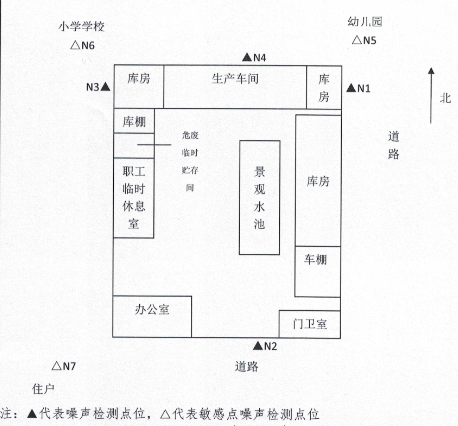 小学学校
△N6
幼儿园
△N5
▲N4
N3▲
库房
生产车间
库房
▲N1
北
库棚
危废临时贮存间
道路
职工临时休息室
景观水池
库房
车棚
办公室
门卫室
▲N2
道路
△N7
住户
注：▲代表噪声检测点位，△代表敏感点噪声检测点位